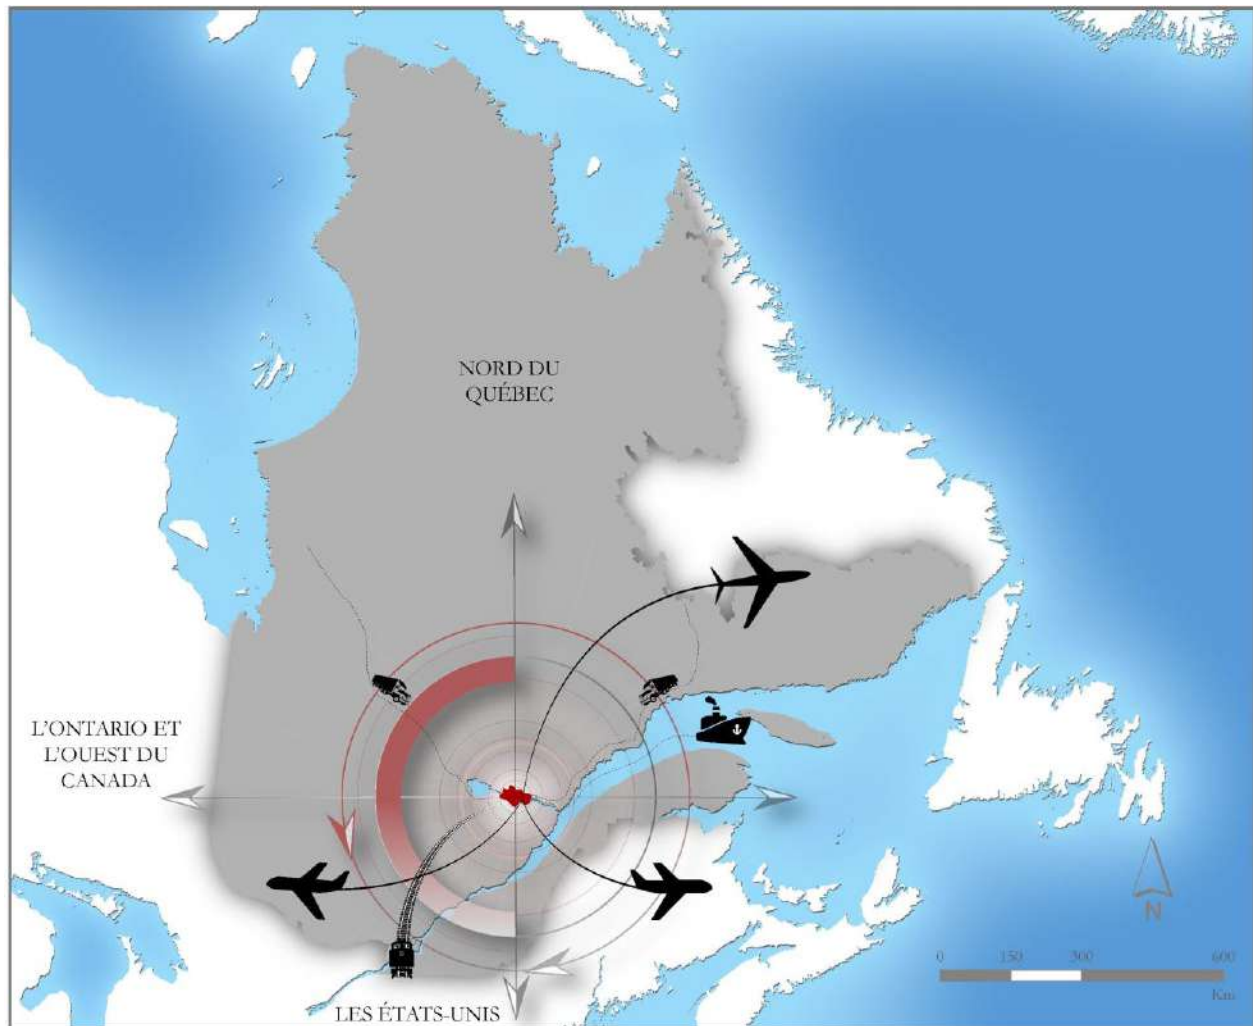 NORD DU
QUÉBEC
L'ONTARIO ET
L'OUEST DU
CANADA
LES ÉTATS-UNIS
N
0 150 300 600
Km